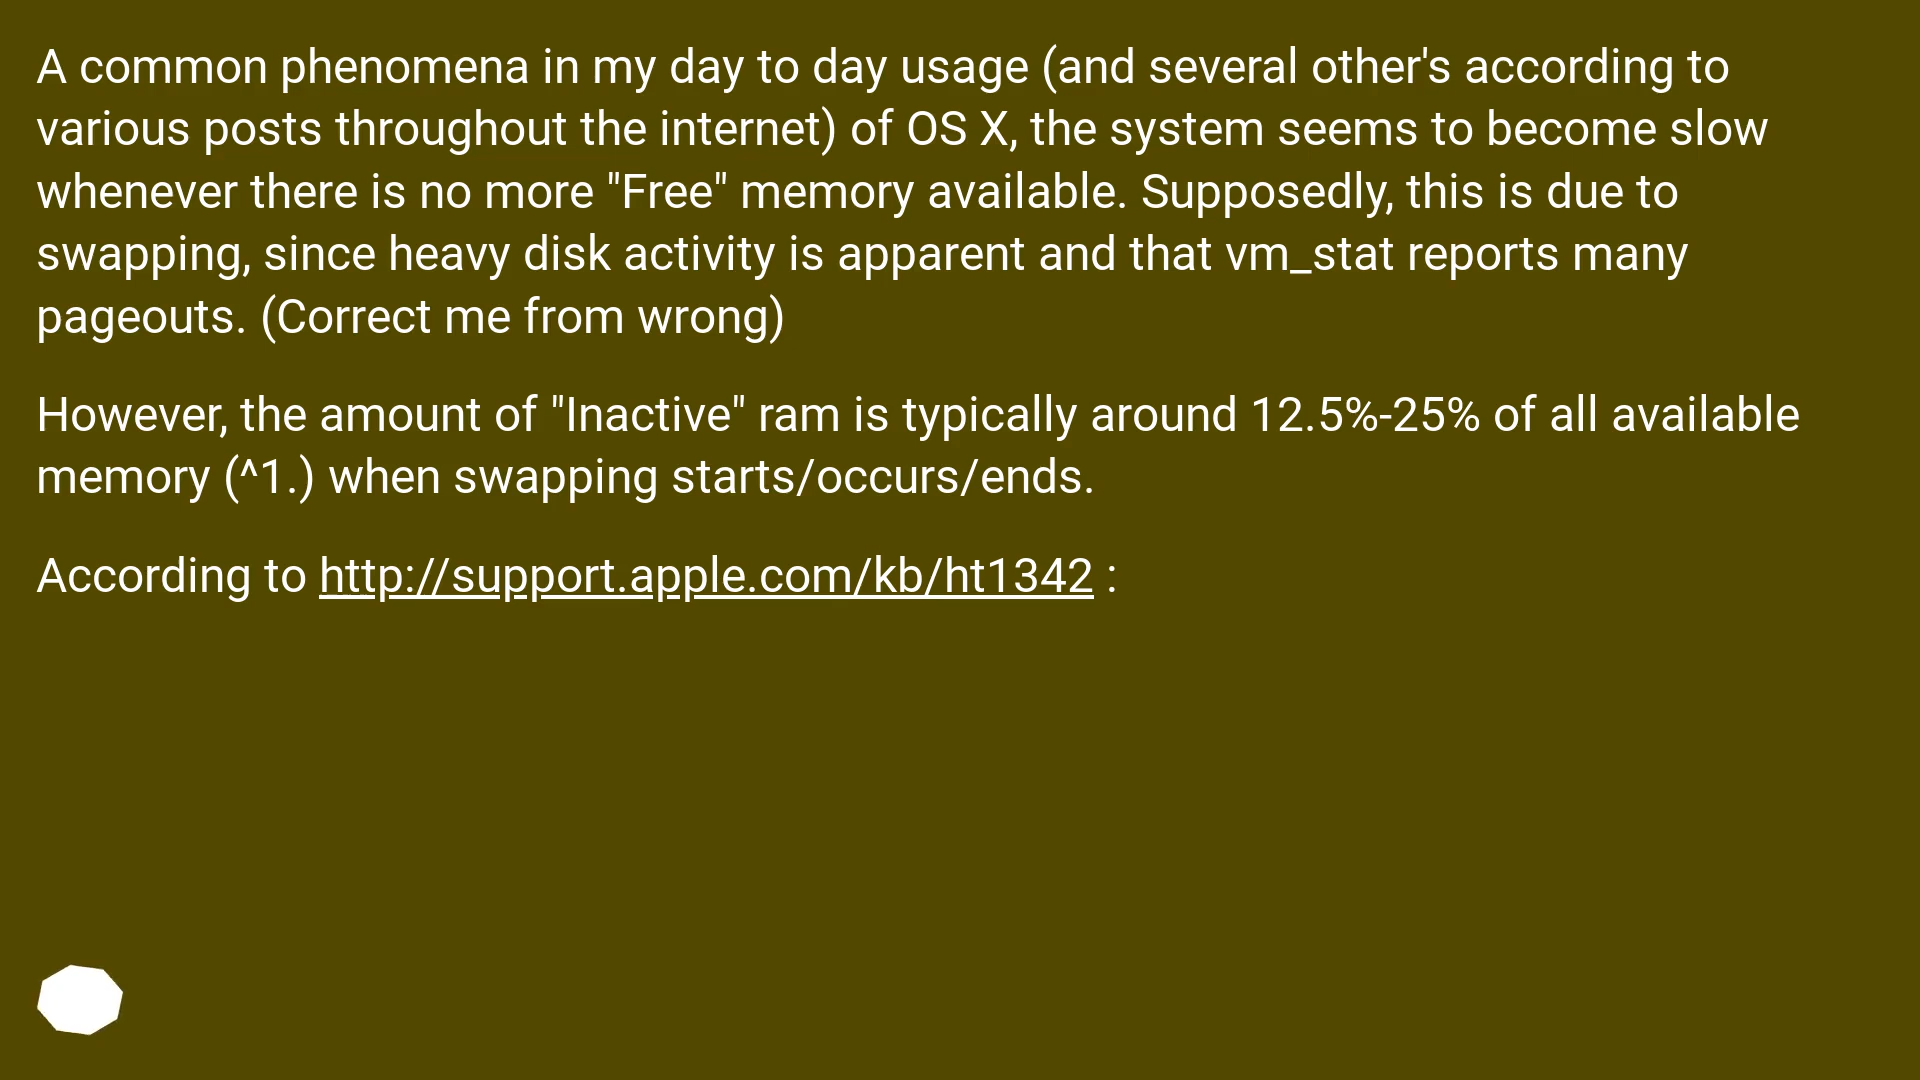 A common phenomena in my day to day usage (and several other's according to
various posts throughout the internet) of OS X, the system seems to become slow
whenever there is no more "Free" memory available. Supposedly, this is due to
swapping, since heavy disk activity is apparent and that vm_stat reports many
pageouts. (Correct me from wrong)
However, the amount of "Inactive" ram is typically around 12.5%-25% of all available
memory (^1.) when swapping starts/occurs/ends.
According to http://support.apple.com/kb/ht1342 :